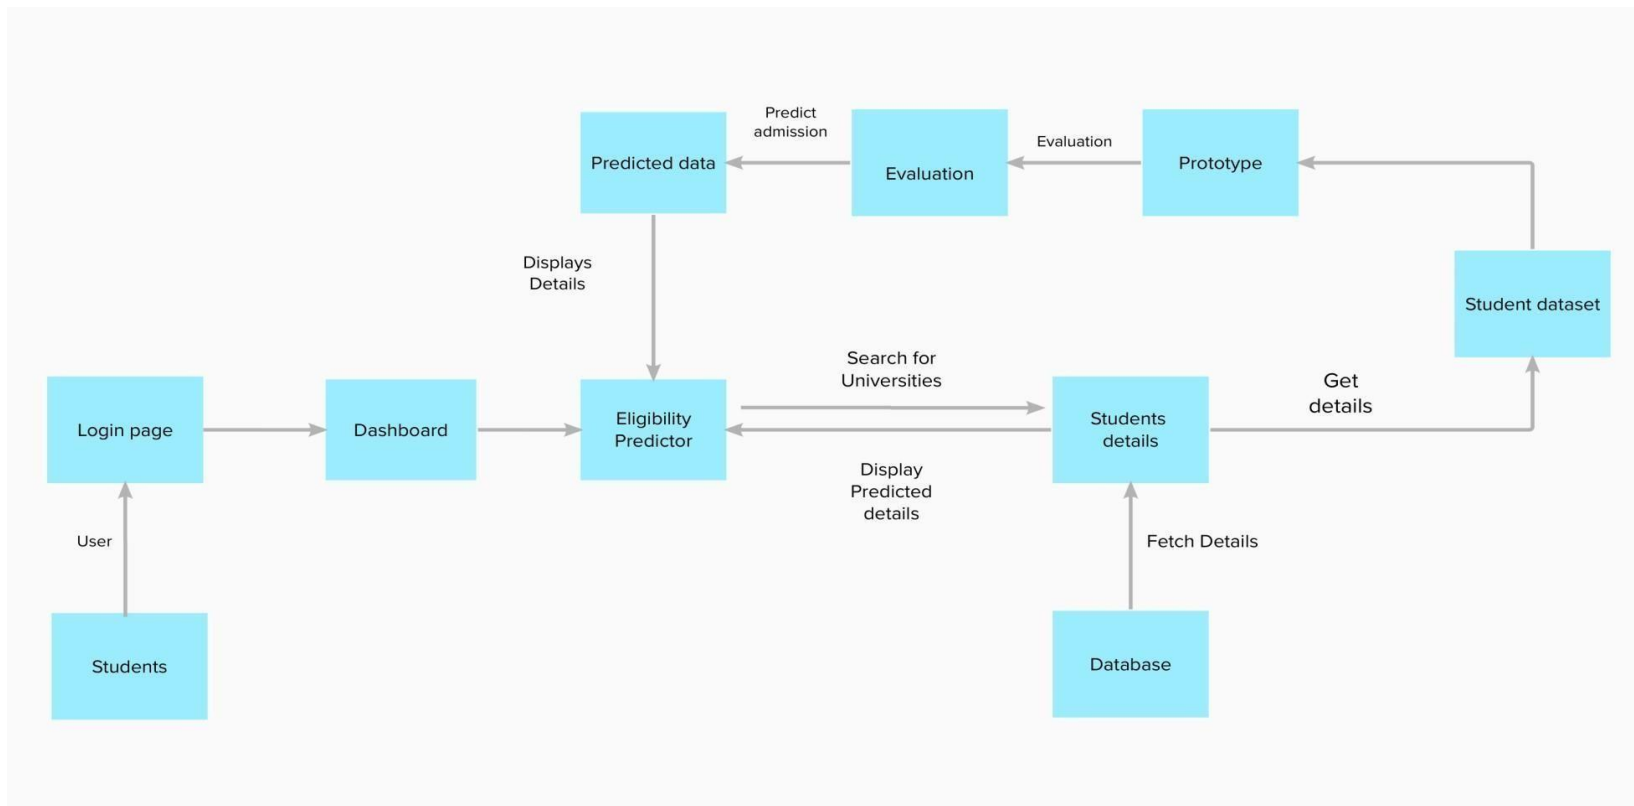 Predict
admission
Predicted data
Evaluation
Evaluation
Prototype
Displays
Details
Student dataset
Search for
Universities
Get
details
Login page
Dashboard
Eligibility
Predictor
Students
details
Display
Predicted
details
User
Fetch Details
Students
Database